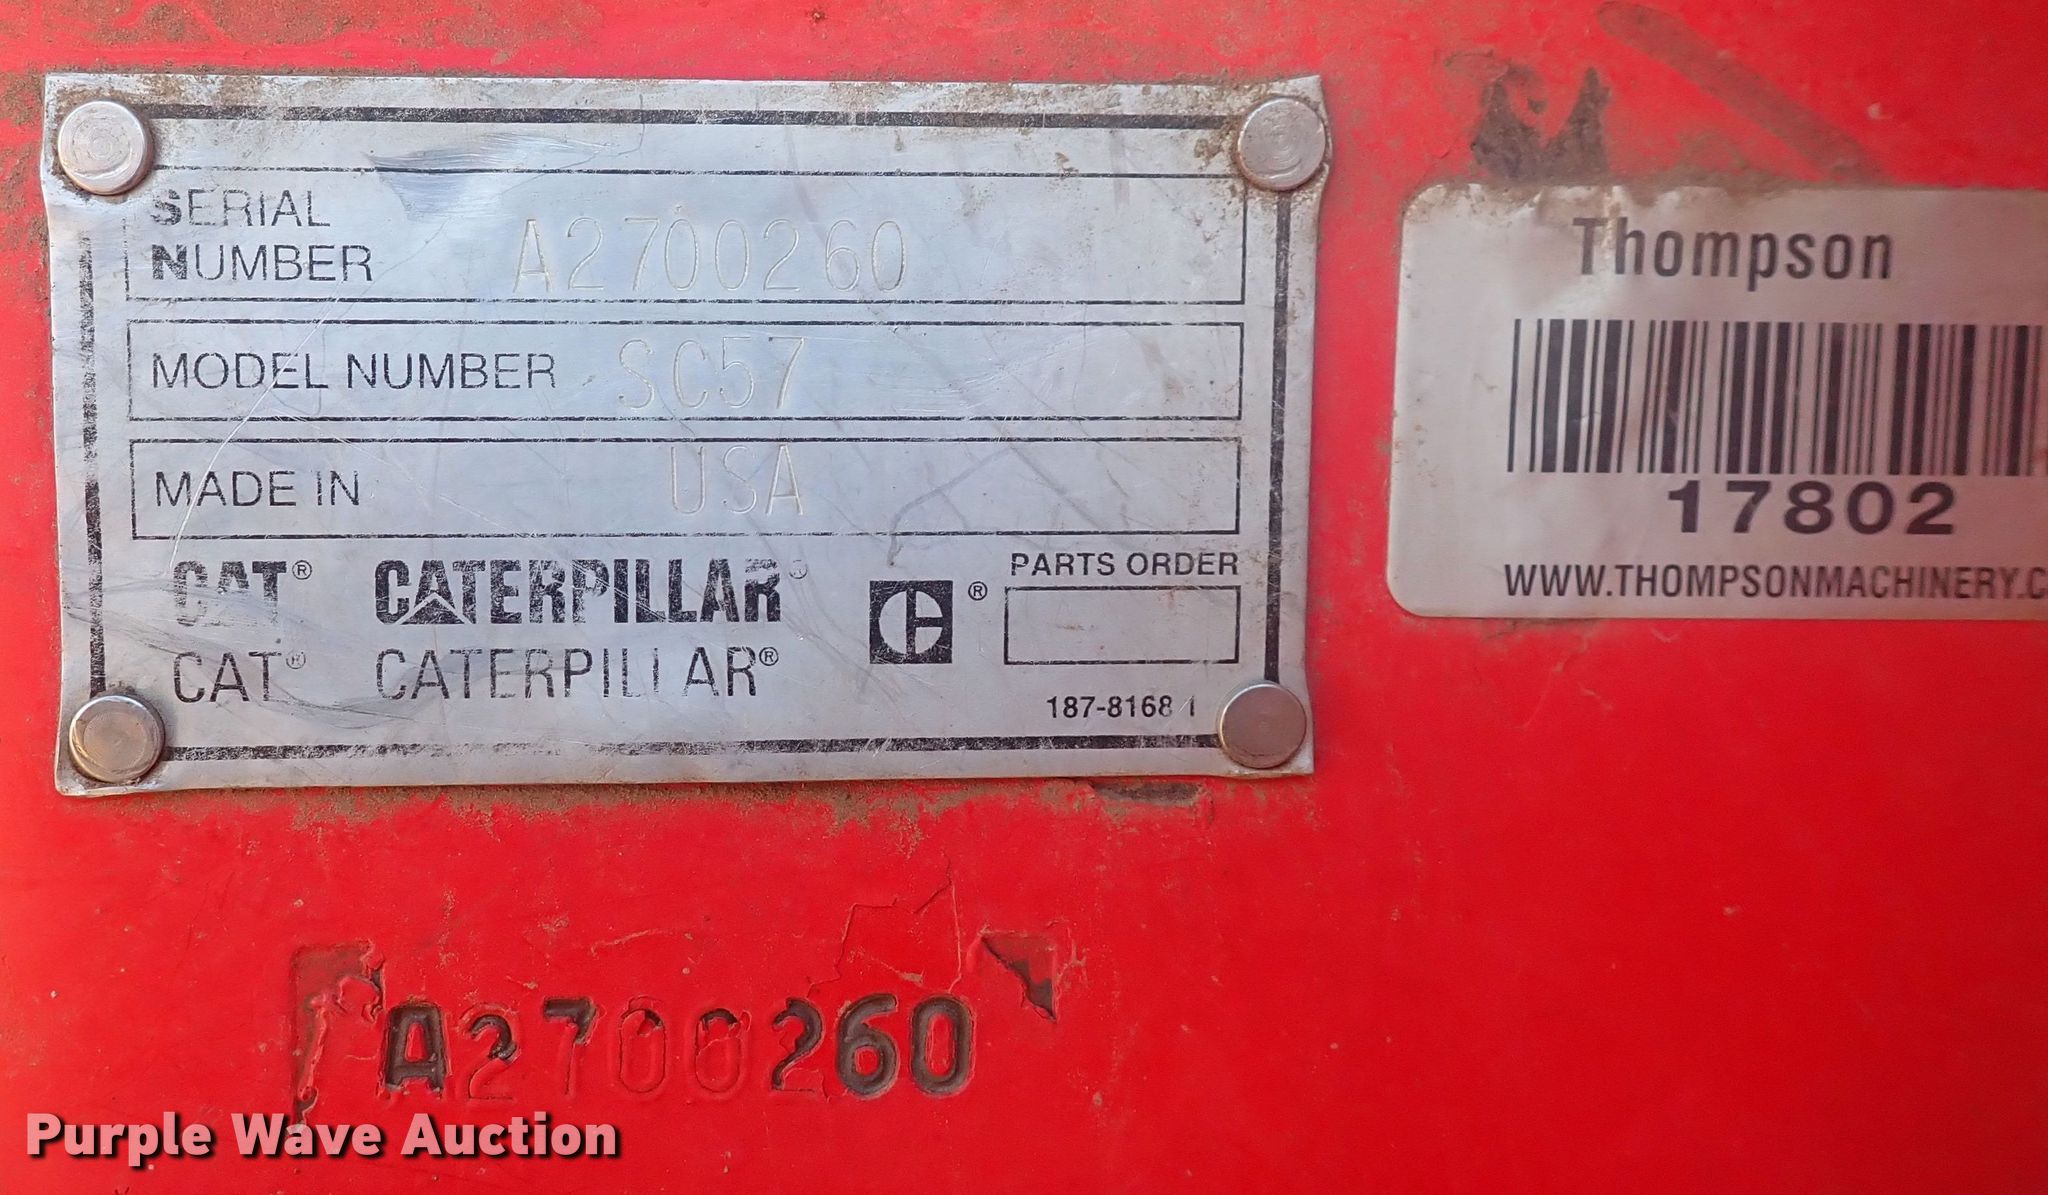 SERIAL
NUMBER A2700260
MODEL NUMBER SC57
MADE IN USA
CAT® CATERPILLAR®
CAT® CATERPILLAR®
®
PARTS ORDER
187-8168 1
Thompson
17802
WWW.THOMPSONMACHINERY.C
A2700260
Purple Wave Auction